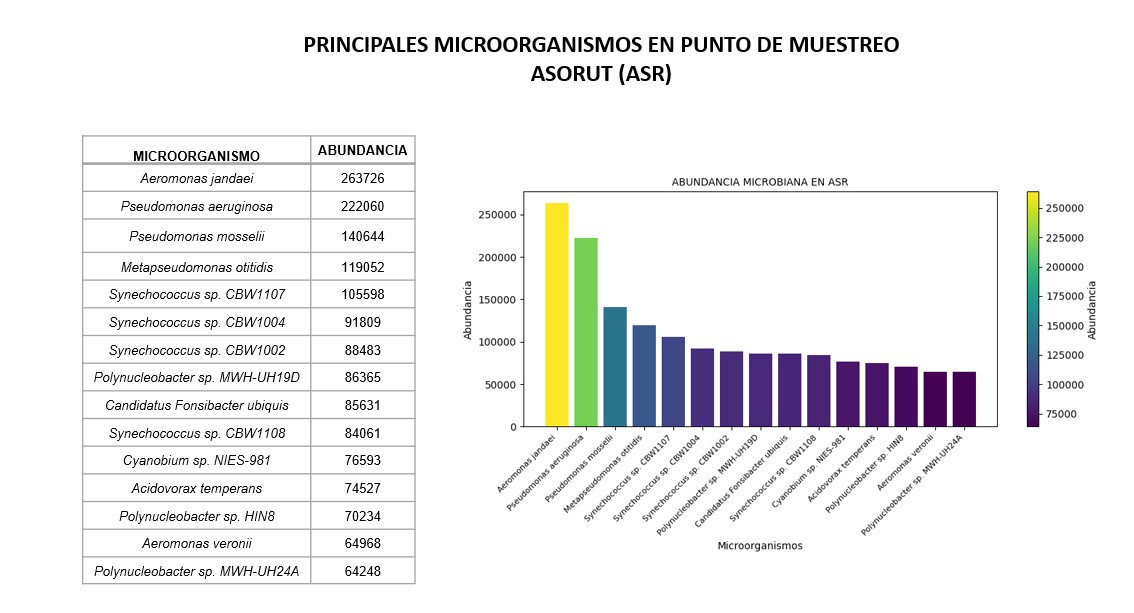 PRINCIPALES MICROORGANISMOS EN PUNTO DE MUESTREO
ASORUT (ASR)
MICROORGANISMO ABUNDANCIA
Aeromonas jandaei 263726
Pseudomonas aeruginosa 222060
Pseudomonas mosselii 140644
Metapseudomonas otitidis 119052
Synechococcus sp. CBW1107 105598
Synechococcus sp. CBW1004 91809
Synechococcus sp. CBW1002 88483
Polynucleobacter sp. MWH-UH19D 86365
Candidatus Fonsibacter ubiquis 85631
Synechococcus sp. CBW1108 84061
Cyanobium sp. NIES-981 76593
Acidovorax temperans 74527
Polynucleobacter sp. HIN8 70234
Aeromonas veronii 64968
Polynucleobacter sp. MWH-UH24A 64248
ABUNDANCIA MICROBIANA EN ASR
Abundancia
250000
200000
150000
100000
50000
0
Aeromonas jandaei
Pseudomonas aeruginosa
Pseudomonas mosselii
Metapseudomonas otitidis
Synechococcus sp. CBW1107
Synechococcus sp. CBW1004
Synechococcus sp. CBW1002
Polynucleobacter sp. MWH-UH19D
Candidatus Fonsibacter ubiquis
Synechococcus sp. CBW1108
Cyanobium sp. NIES-981
Acidovorax temperans
Polynucleobacter sp. HIN8
Aeromonas veronii
Polynucleobacter sp. MWH-UH24A
Microorganismos
250000
225000
200000
175000
150000
125000
100000
75000
Abundancia